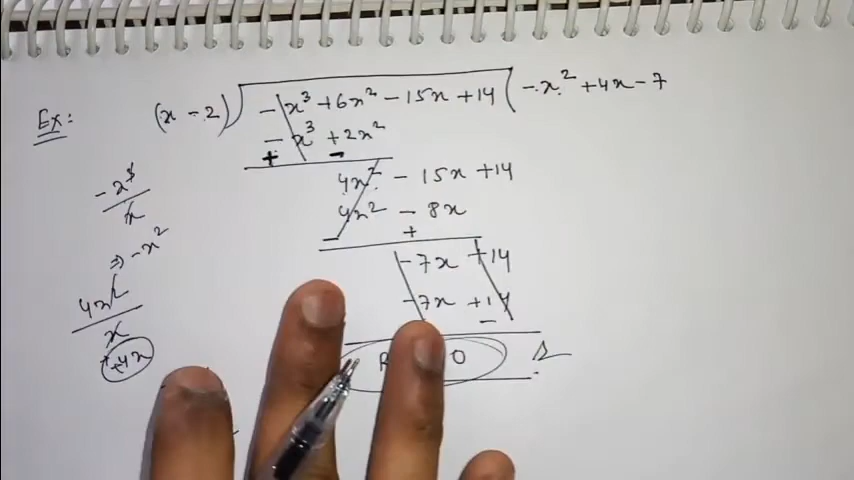 Ex: (x - 2) ) -x³ + 6x² - 15x + 14 ( -x² + 4x - 7
-x³ + 2x²
+ -
4x² - 15x + 14
4x² - 8x
- +
-7x + 14
-7x + 14
-
R 0
-x³
x
⇒ -x²
4x²
x
+4x